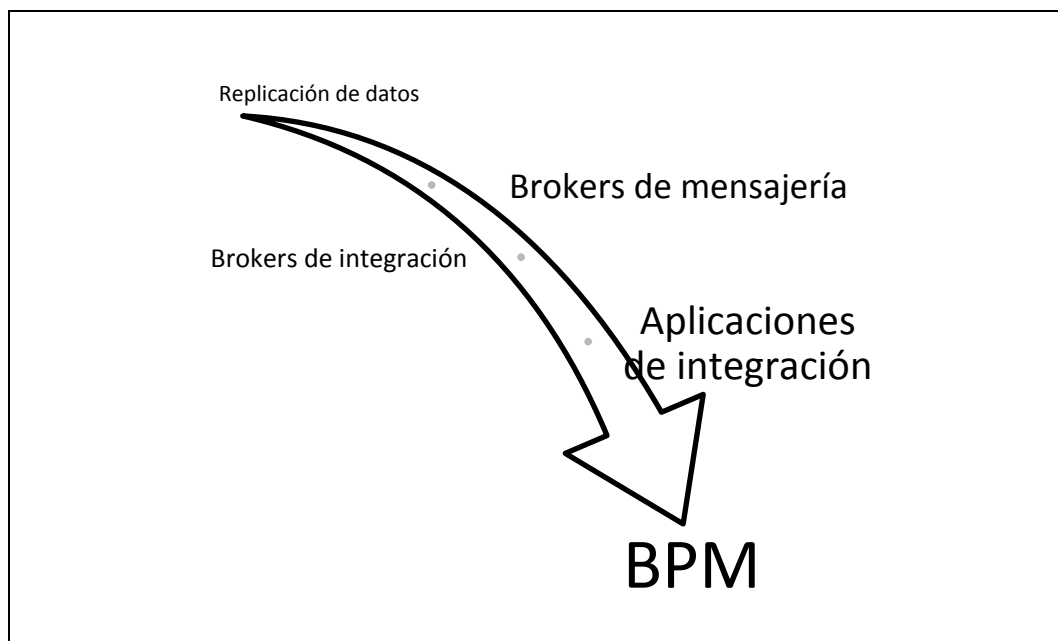 Replicación de datos
Brokers de mensajería
Brokers de integración
Aplicaciones
de integración
BPM